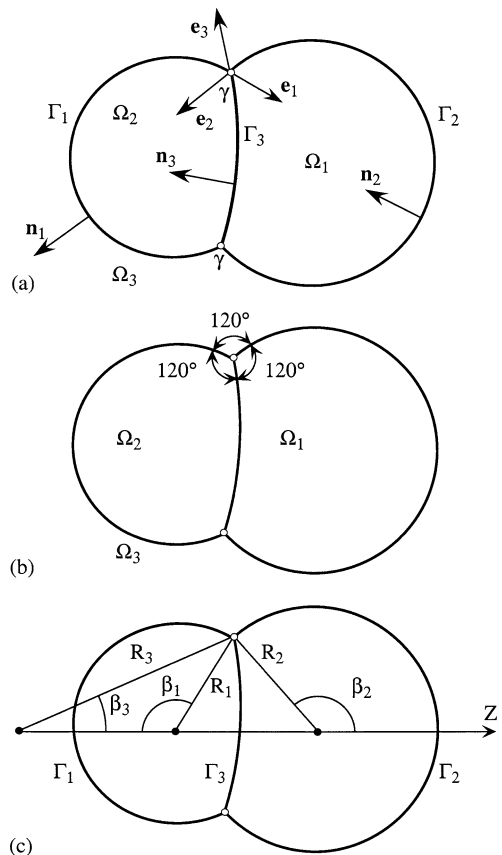 e₃
Γ₁
Ω₂
γ
e₁
e₂
Γ₃
Γ₂
n₃
Ω₁
n₂
n₁
γ
Ω₃
(a)
120°
120°
120°
Ω₂
Ω₁
Ω₃
(b)
R₃
β₁
R₁
R₂
β₂
β₃
Z
Γ₁
Γ₃
Γ₂
(c)